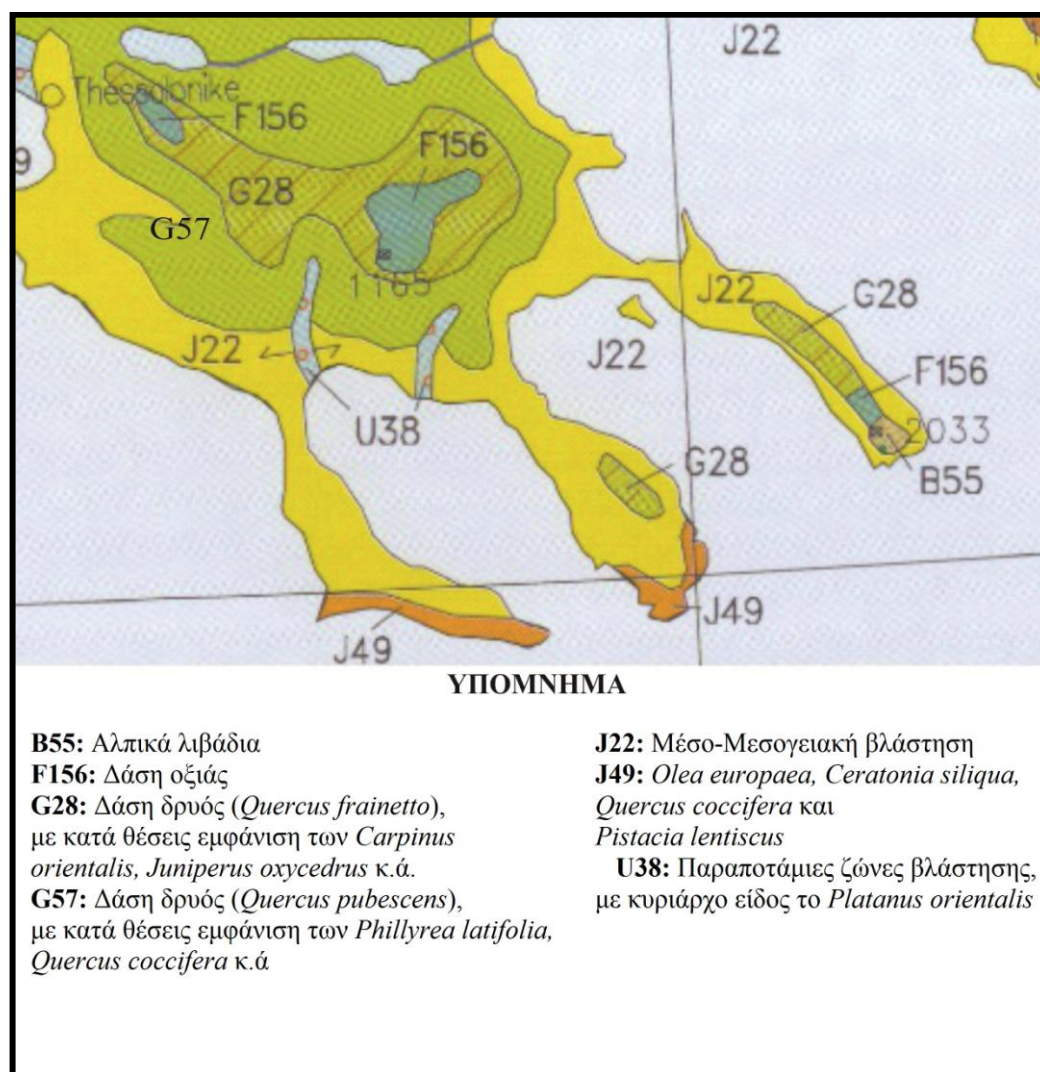 J22
Thessalonike
F156
F156
9
G28
G57
1165
J22
G28
J22
J22
F156
U38
2033
G28
B55
J49
J49
ΥΠΟΜΝΗΜΑ
B55: Αλπικά λιβάδια
F156: Δάση οξιάς
G28: Δάση δρυός (Quercus frainetto),
με κατά θέσεις εμφάνιση των Carpinus
orientalis, Juniperus oxycedrus κ.ά.
G57: Δάση δρυός (Quercus pubescens),
με κατά θέσεις εμφάνιση των Phillyrea latifolia,
Quercus coccifera κ.ά
J22: Μέσο-Μεσογειακή βλάστηση
J49: Olea europaea, Ceratonia siliqua,
Quercus coccifera και
Pistacia lentiscus
U38: Παραποτάμιες ζώνες βλάστησης,
με κυρίαρχο είδος το Platanus orientalis